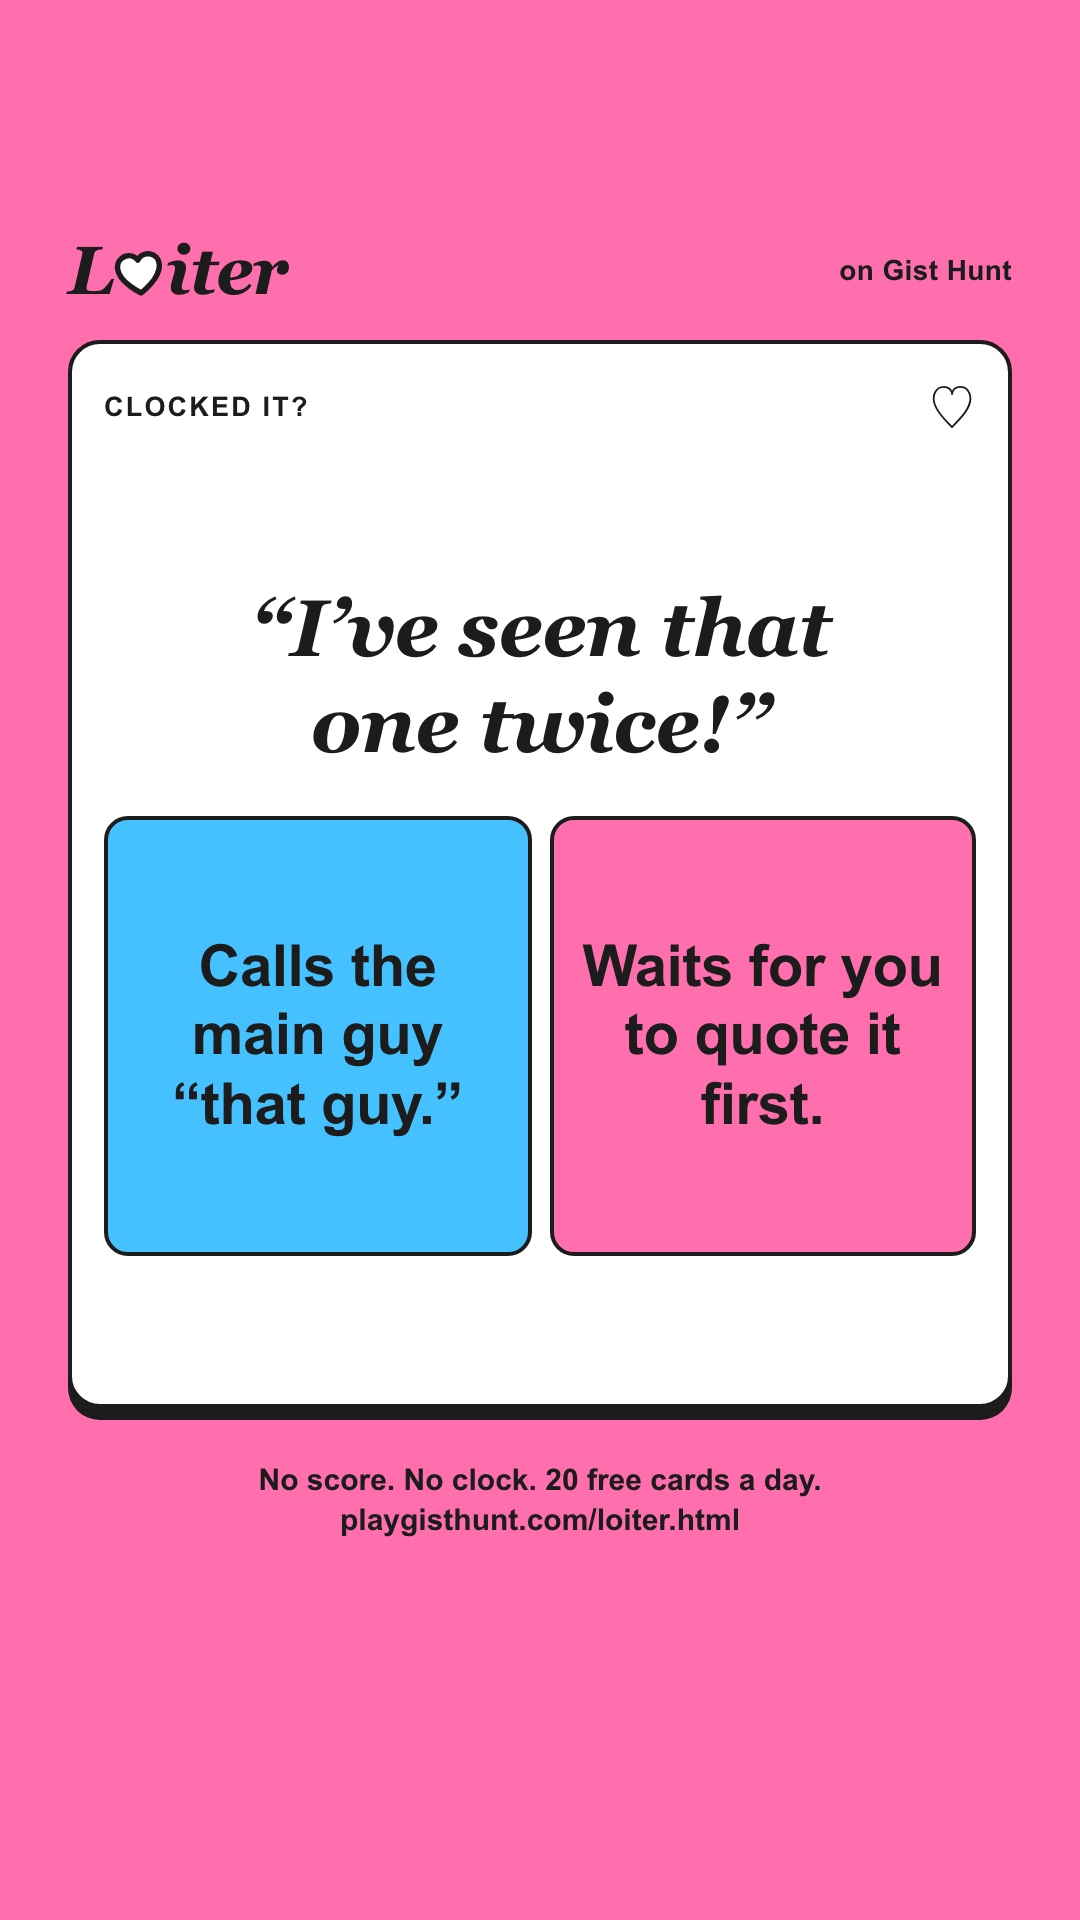 Loiter
on Gist Hunt
CLOCKED IT?
“I’ve seen that
one twice!”
Calls the
main guy
“that guy.”
Waits for you
to quote it
first.
No score. No clock. 20 free cards a day.
playgisthunt.com/loiter.html